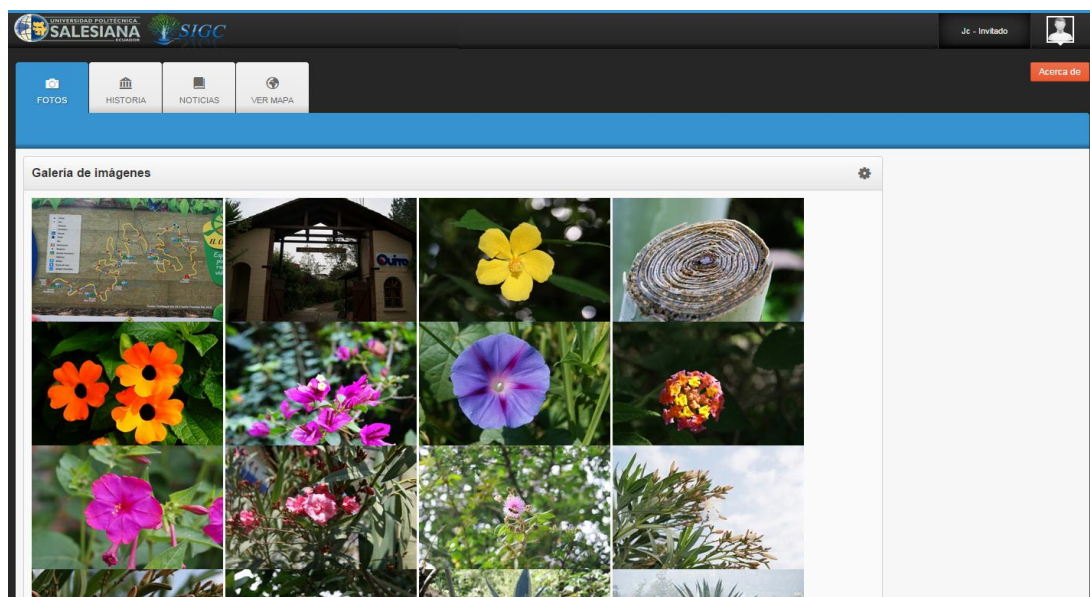 UNIVERSIDAD POLITÉCNICA
SALESIANA
ECUADOR
SIGC
Jc - Invitado
Acerca de
FOTOS
HISTORIA
NOTICIAS
VER MAPA
Galería de imágenes
Quito